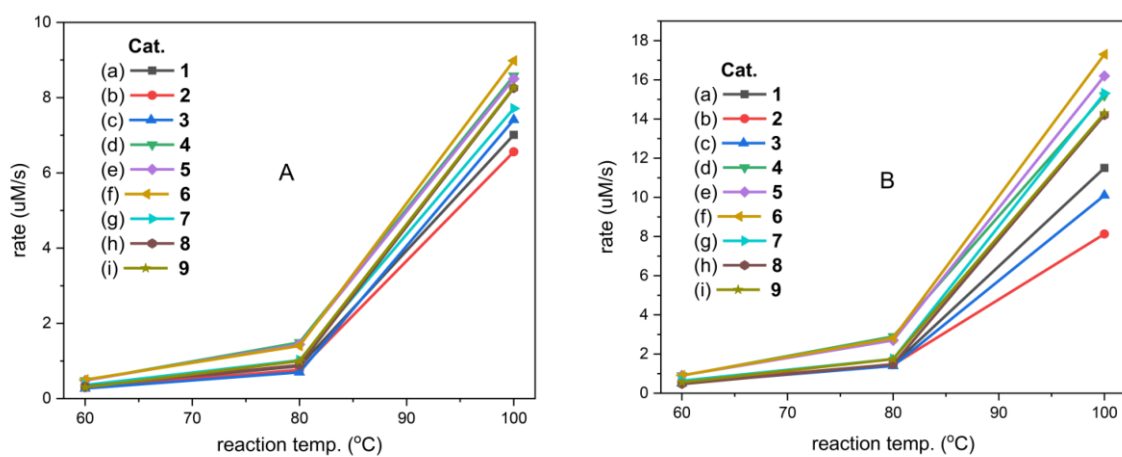 10
8
6
4
2
0
rate (uM/s)
Cat.
(a) 1
(b) 2
(c) 3
(d) 4
(e) 5
(f) 6
(g) 7
(h) 8
(i) 9
A
60 70 80 90 100
reaction temp. (°C)
18
16
14
12
10
8
6
4
2
0
rate (uM/s)
Cat.
(a) 1
(b) 2
(c) 3
(d) 4
(e) 5
(f) 6
(g) 7
(h) 8
(i) 9
B
60 70 80 90 100
reaction temp. (°C)